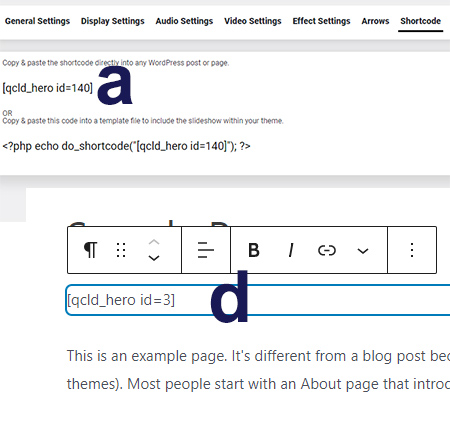 General Settings Display Settings Audio Settings Video Settings Effect Settings Arrows Shortcode
Copy & paste the shortcode directly into any WordPress post or page.
[qcld_hero id=140]
a
OR
Copy & paste this code into a template file to include the slideshow within your theme.
<?php echo do_shortcode("[qcld_hero id=140]"); ?>
B I
[qcld_hero id=3]
d
This is an example page. It's different from a blog post bec
themes). Most people start with an About page that introd